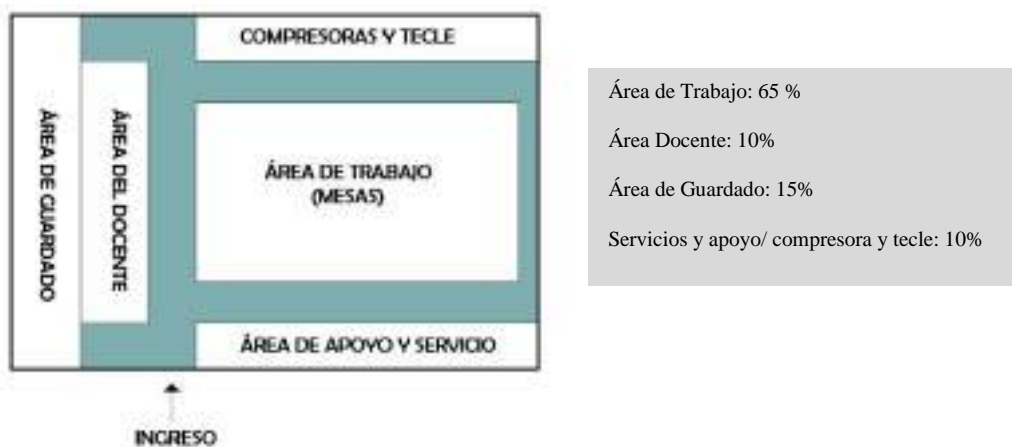 COMPRESORAS Y TECLE
ÁREA DE GUARDADO
ÁREA DEL DOCENTE
ÁREA DE TRABAJO
(MESAS)
ÁREA DE APOYO Y SERVICIO
INGRESO
Área de Trabajo: 65 %
Área Docente: 10%
Área de Guardado: 15%
Servicios y apoyo/ compresora y tecle: 10%